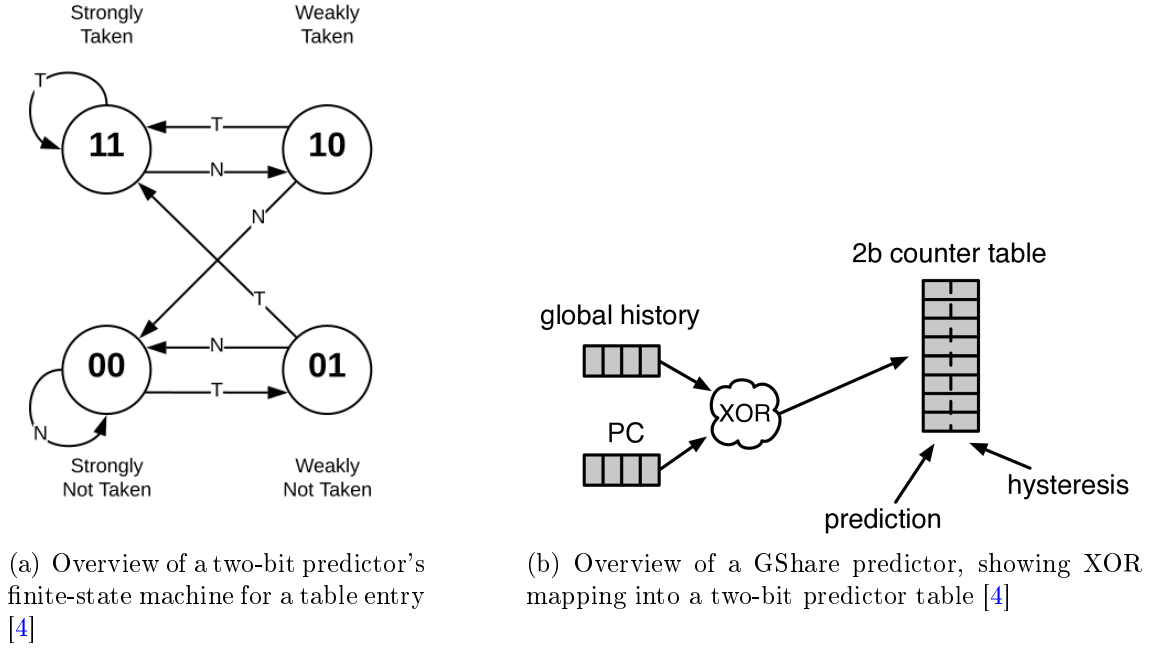 Strongly
Taken
Weakly
Taken
T
11
T
10
N
N
T
00
N
01
T
N
Strongly
Not Taken
Weakly
Not Taken
(a) Overview of a two-bit predictor's
finite-state machine for a table entry
[4]
2b counter table
global history
XOR
PC
hysteresis
prediction
(b) Overview of a GShare predictor, showing XOR
mapping into a two-bit predictor table [4]